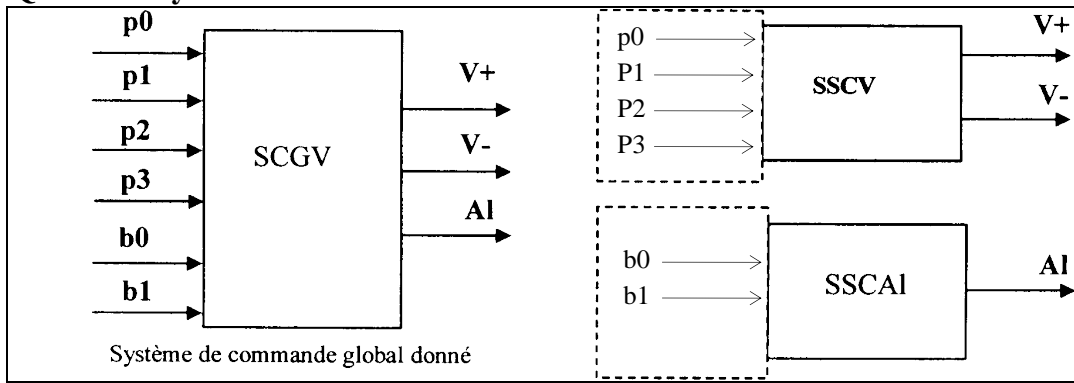 p0
p1
p2
p3
b0
b1
SCGV
V+
V-
Al
Système de commande global donné
p0
P1
P2
P3
SSCV
V+
V-
b0
b1
SSCAl
Al